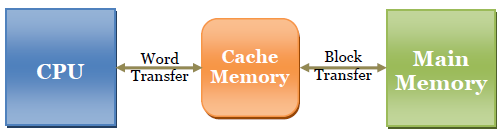 CPU
Word
Transfer
Cache
Memory
Block
Transfer
Main
Memory